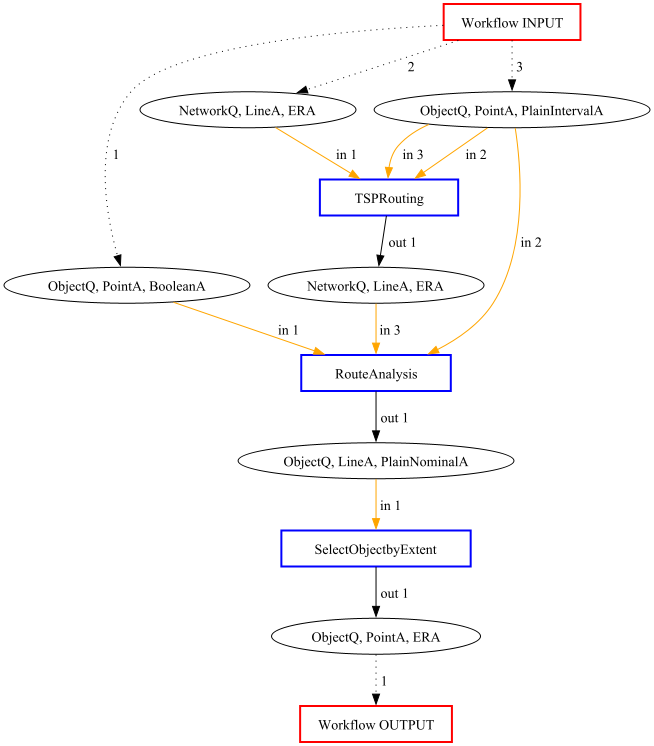 Workflow INPUT
2
3
NetworkQ, LineA, ERA
ObjectQ, PointA, PlainIntervalA
1
in 1
in 3
in 2
TSPRouting
out 1
in 2
ObjectQ, PointA, BooleanA
NetworkQ, LineA, ERA
in 1
in 3
RouteAnalysis
out 1
ObjectQ, LineA, PlainNominalA
in 1
SelectObjectbyExtent
out 1
ObjectQ, PointA, ERA
1
Workflow OUTPUT